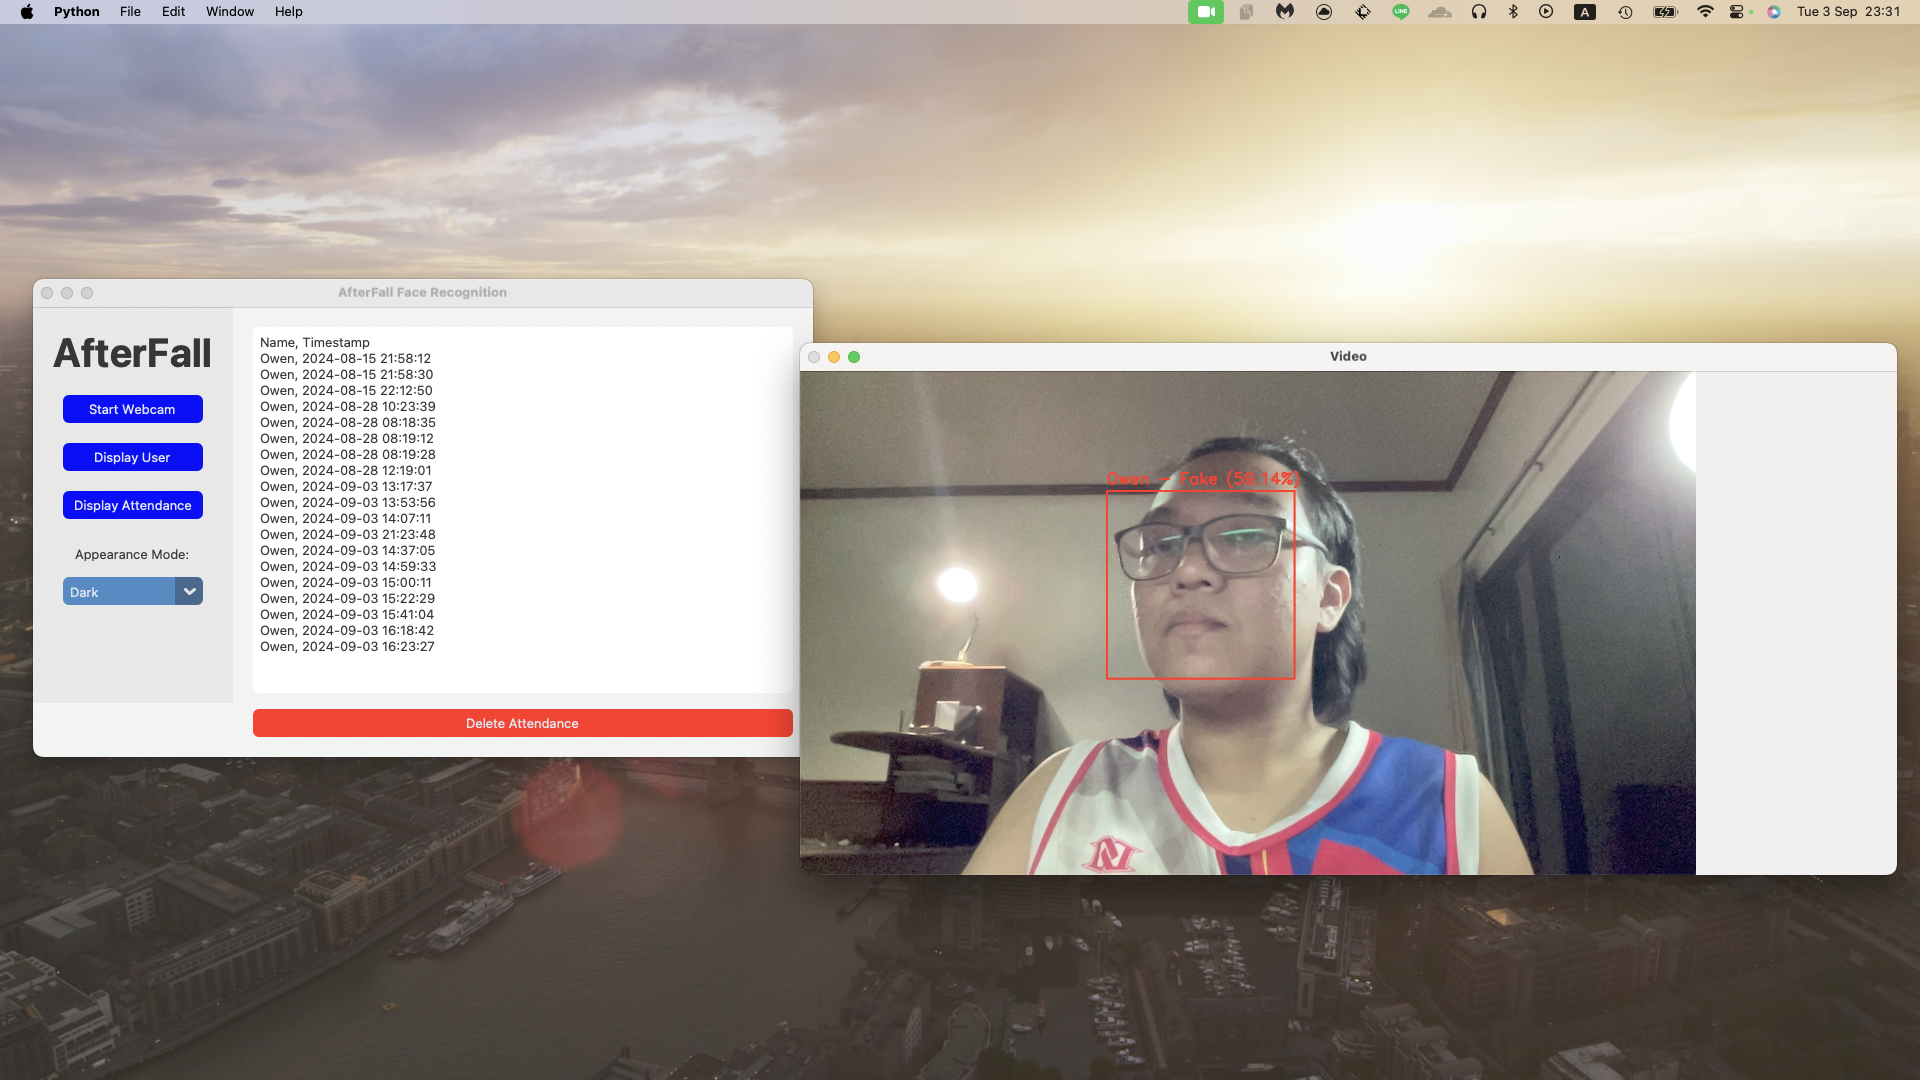 Python File Edit Window Help
LINE
A
Tue 3 Sep 23:31
AfterFall Face Recognition
AfterFall
Start Webcam
Display User
Display Attendance
Appearance Mode:
Dark
Name, Timestamp
Owen, 2024-08-15 21:58:12
Owen, 2024-08-15 21:58:30
Owen, 2024-08-15 22:12:50
Owen, 2024-08-28 10:23:39
Owen, 2024-08-28 08:18:35
Owen, 2024-08-28 08:19:12
Owen, 2024-08-28 08:19:28
Owen, 2024-08-28 12:19:01
Owen, 2024-09-03 13:17:37
Owen, 2024-09-03 13:53:56
Owen, 2024-09-03 14:07:11
Owen, 2024-09-03 21:23:48
Owen, 2024-09-03 14:37:05
Owen, 2024-09-03 14:59:33
Owen, 2024-09-03 15:00:11
Owen, 2024-09-03 15:22:29
Owen, 2024-09-03 15:41:04
Owen, 2024-09-03 16:18:42
Owen, 2024-09-03 16:23:27
Delete Attendance
Video
Owen - Fake (59.14%)
N